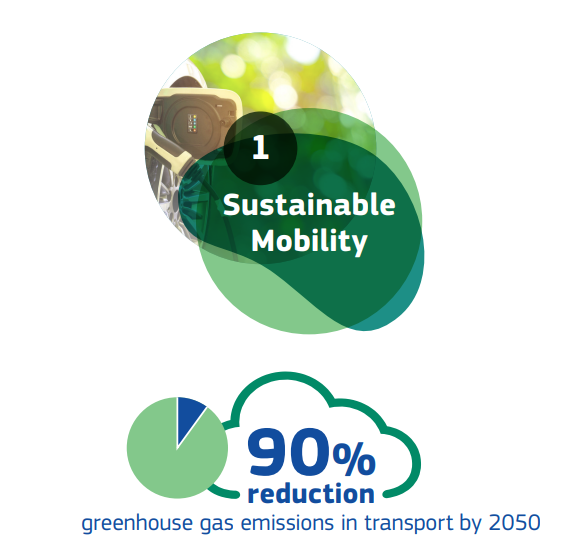 1
Sustainable
Mobility
90%
reduction
greenhouse gas emissions in transport by 2050